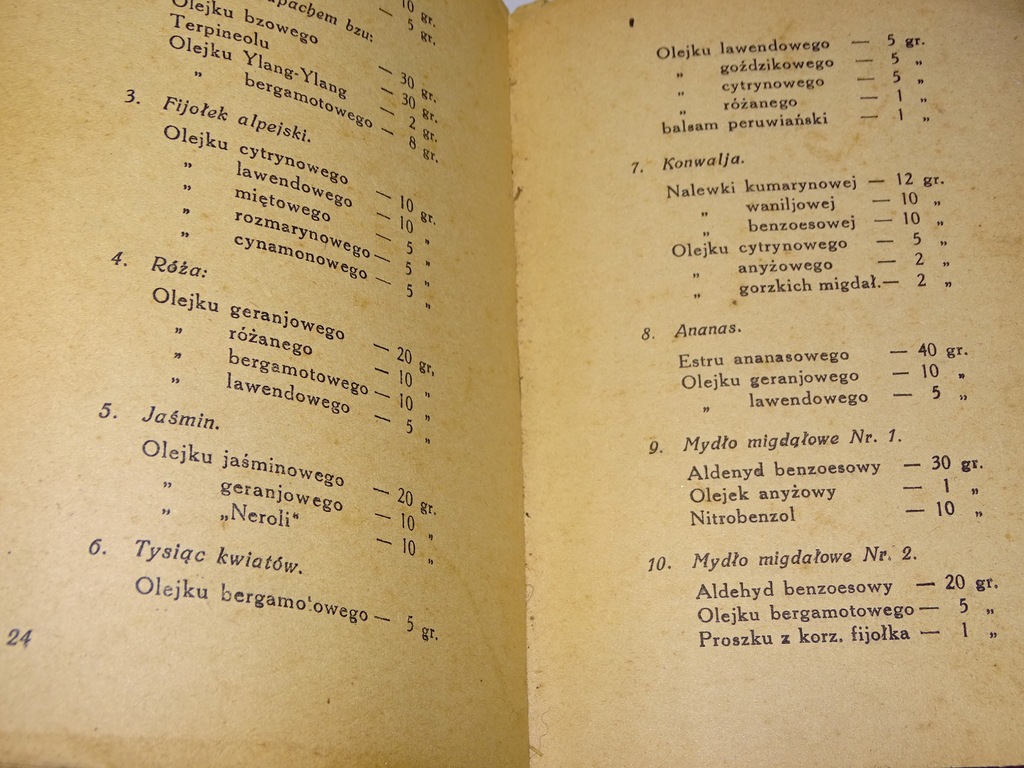 10 gr.
zapachem bzu: — 5 gr.
Olejku bzowego — 30 gr.
Terpineolu — 30 gr.
Olejku Ylang-Ylang — 2 gr.
„ bergamotowego — 8 gr.
3. Fijołek alpejski.
Olejku cytrynowego — 10 gr.
„ lawendowego — 10 „
„ miętowego — 5 „
„ rozmarynowego — 5 „
„ cynamonowego — 5 „
4. Róża:
Olejku geranjowego — 20 gr.
„ różanego — 10 „
„ bergamotowego — 10 „
„ lawendowego — 5 „
5. Jaśmin.
Olejku jaśminowego — 20 gr.
„ geranjowego — 10 „
„ „Neroli“ — 10 „
6. Tysiąc kwiatów.
Olejku bergamotowego — 5 gr.
24
Olejku lawendowego — 5 gr.
„ goździkowego — 5 „
„ cytrynowego — 5 „
„ różanego — 1 „
balsam peruwiański — 1 „
7. Konwalja.
Nalewki kumarynowej — 12 gr.
„ waniljowej — 10 „
„ benzoesowej — 10 „
Olejku cytrynowego — 5 „
„ anyżowego — 2 „
„ gorzkich migdał. — 2 „
8. Ananas.
Estru ananasowego — 40 gr.
Olejku geranjowego — 10 „
„ lawendowego — 5 „
9. Mydło migdąłowe Nr. 1.
Aldenyd benzoesowy — 30 gr.
Olejek anyżowy — 1 „
Nitrobenzol — 10 „
10. Mydło migdałowe Nr. 2.
Aldehyd benzoesowy — 20 gr.
Olejku bergamotowego — 5 „
Proszku z korz. fijołka — 1 „